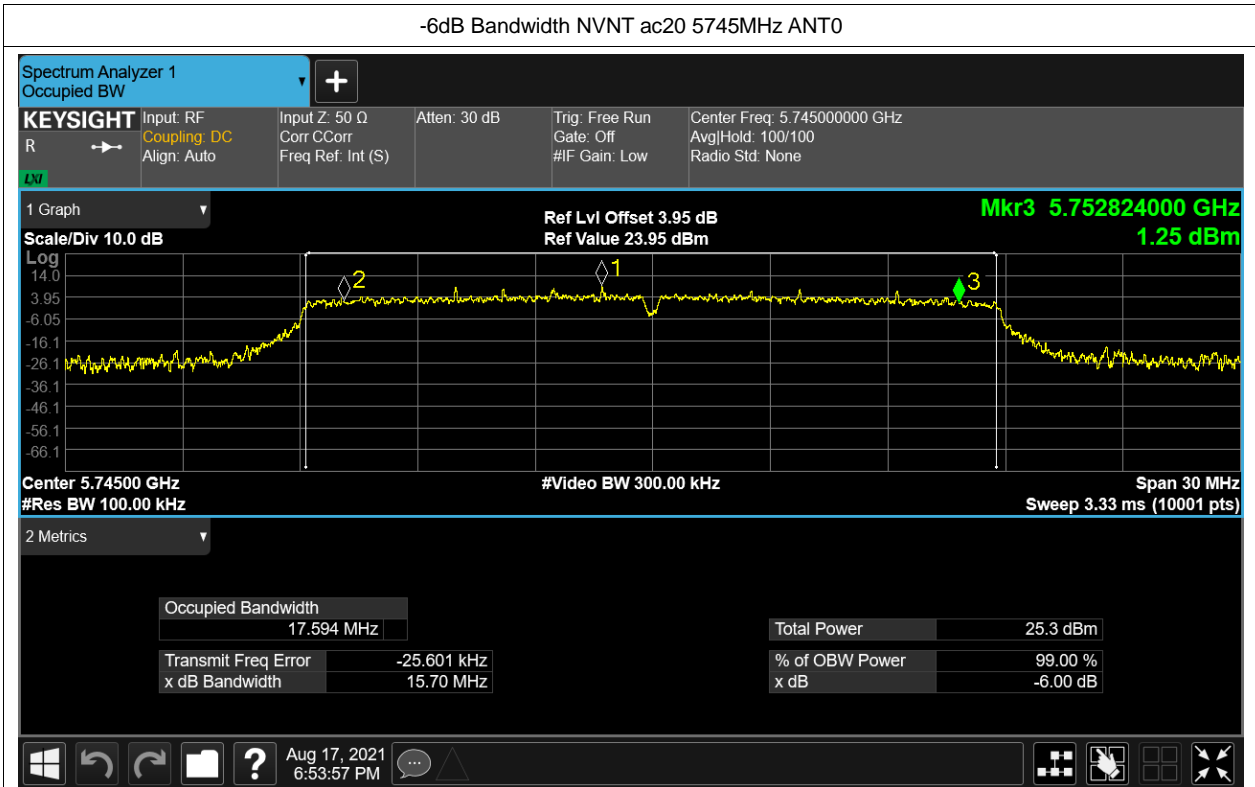 -6dB Bandwidth NVNT ac20 5745MHz ANT0
Spectrum Analyzer 1
Occupied BW
KEYSIGHT
R
LXI
Input: RF
Coupling: DC
Align: Auto
Input Z: 50 Ω
Corr CCorr
Freq Ref: Int (S)
Atten: 30 dB
Trig: Free Run
Gate: Off
#IF Gain: Low
Center Freq: 5.745000000 GHz
Avg|Hold: 100/100
Radio Std: None
1 Graph
Scale/Div 10.0 dB
Ref Lvl Offset 3.95 dB
Ref Value 23.95 dBm
Mkr3 5.752824000 GHz
1.25 dBm
Log
14.0
3.95
-6.05
-16.1
-26.1
-36.1
-46.1
-56.1
-66.1
2
1
3
Center 5.74500 GHz
#Res BW 100.00 kHz
#Video BW 300.00 kHz
Span 30 MHz
Sweep 3.33 ms (10001 pts)
2 Metrics
Occupied Bandwidth
17.594 MHz
Transmit Freq Error -25.601 kHz
x dB Bandwidth 15.70 MHz
Total Power 25.3 dBm
% of OBW Power 99.00 %
x dB -6.00 dB
?
Aug 17, 2021
6:53:57 PM